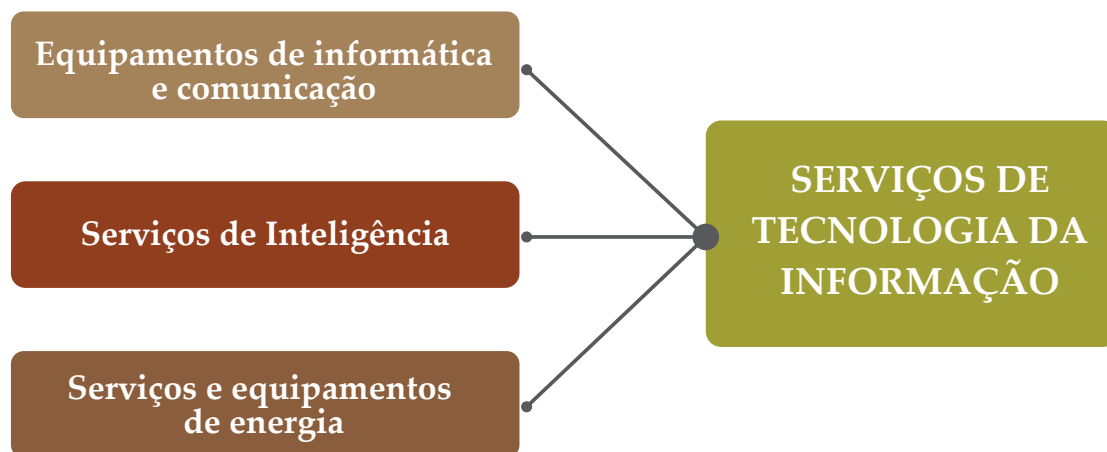 Equipamentos de informática
e comunicação
Serviços de Inteligência
Serviços e equipamentos
de energia
SERVIÇOS DE
TECNOLOGIA DA
INFORMAÇÃO